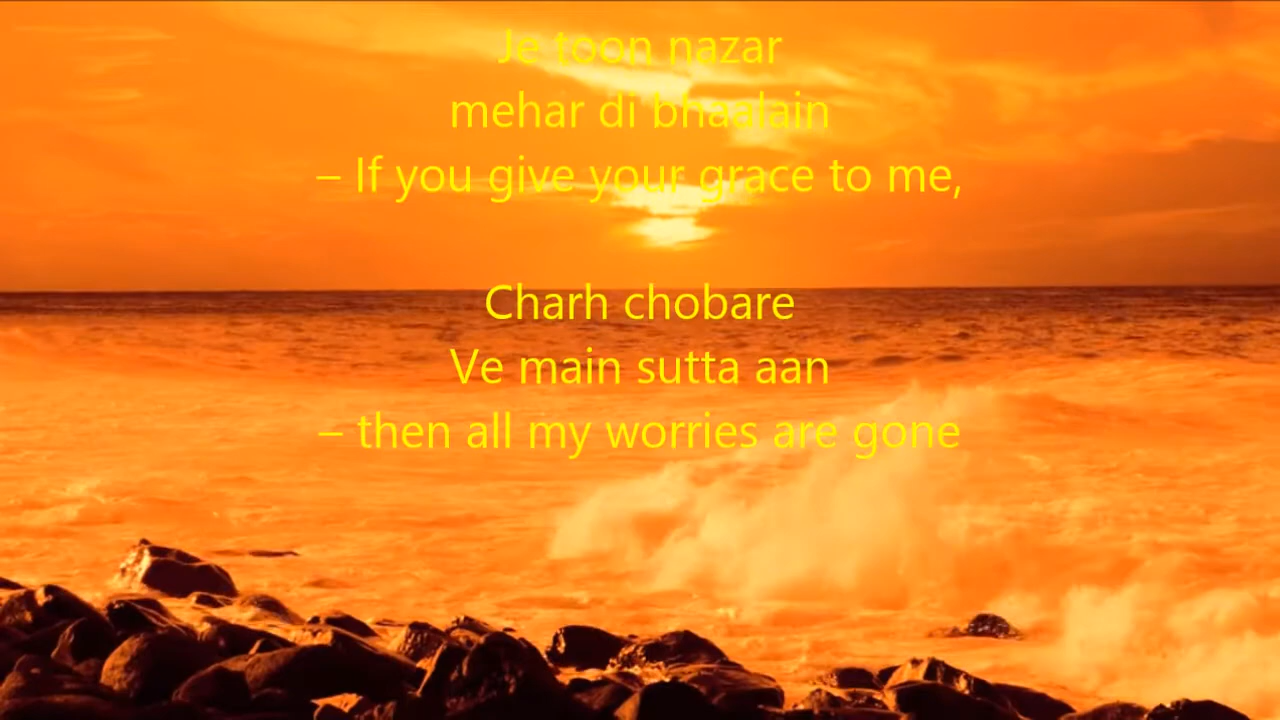 Je toon nazar
mehar di bhaalain
– If you give your grace to me,
Charh chobare
Ve main sutta aan
– then all my worries are gone